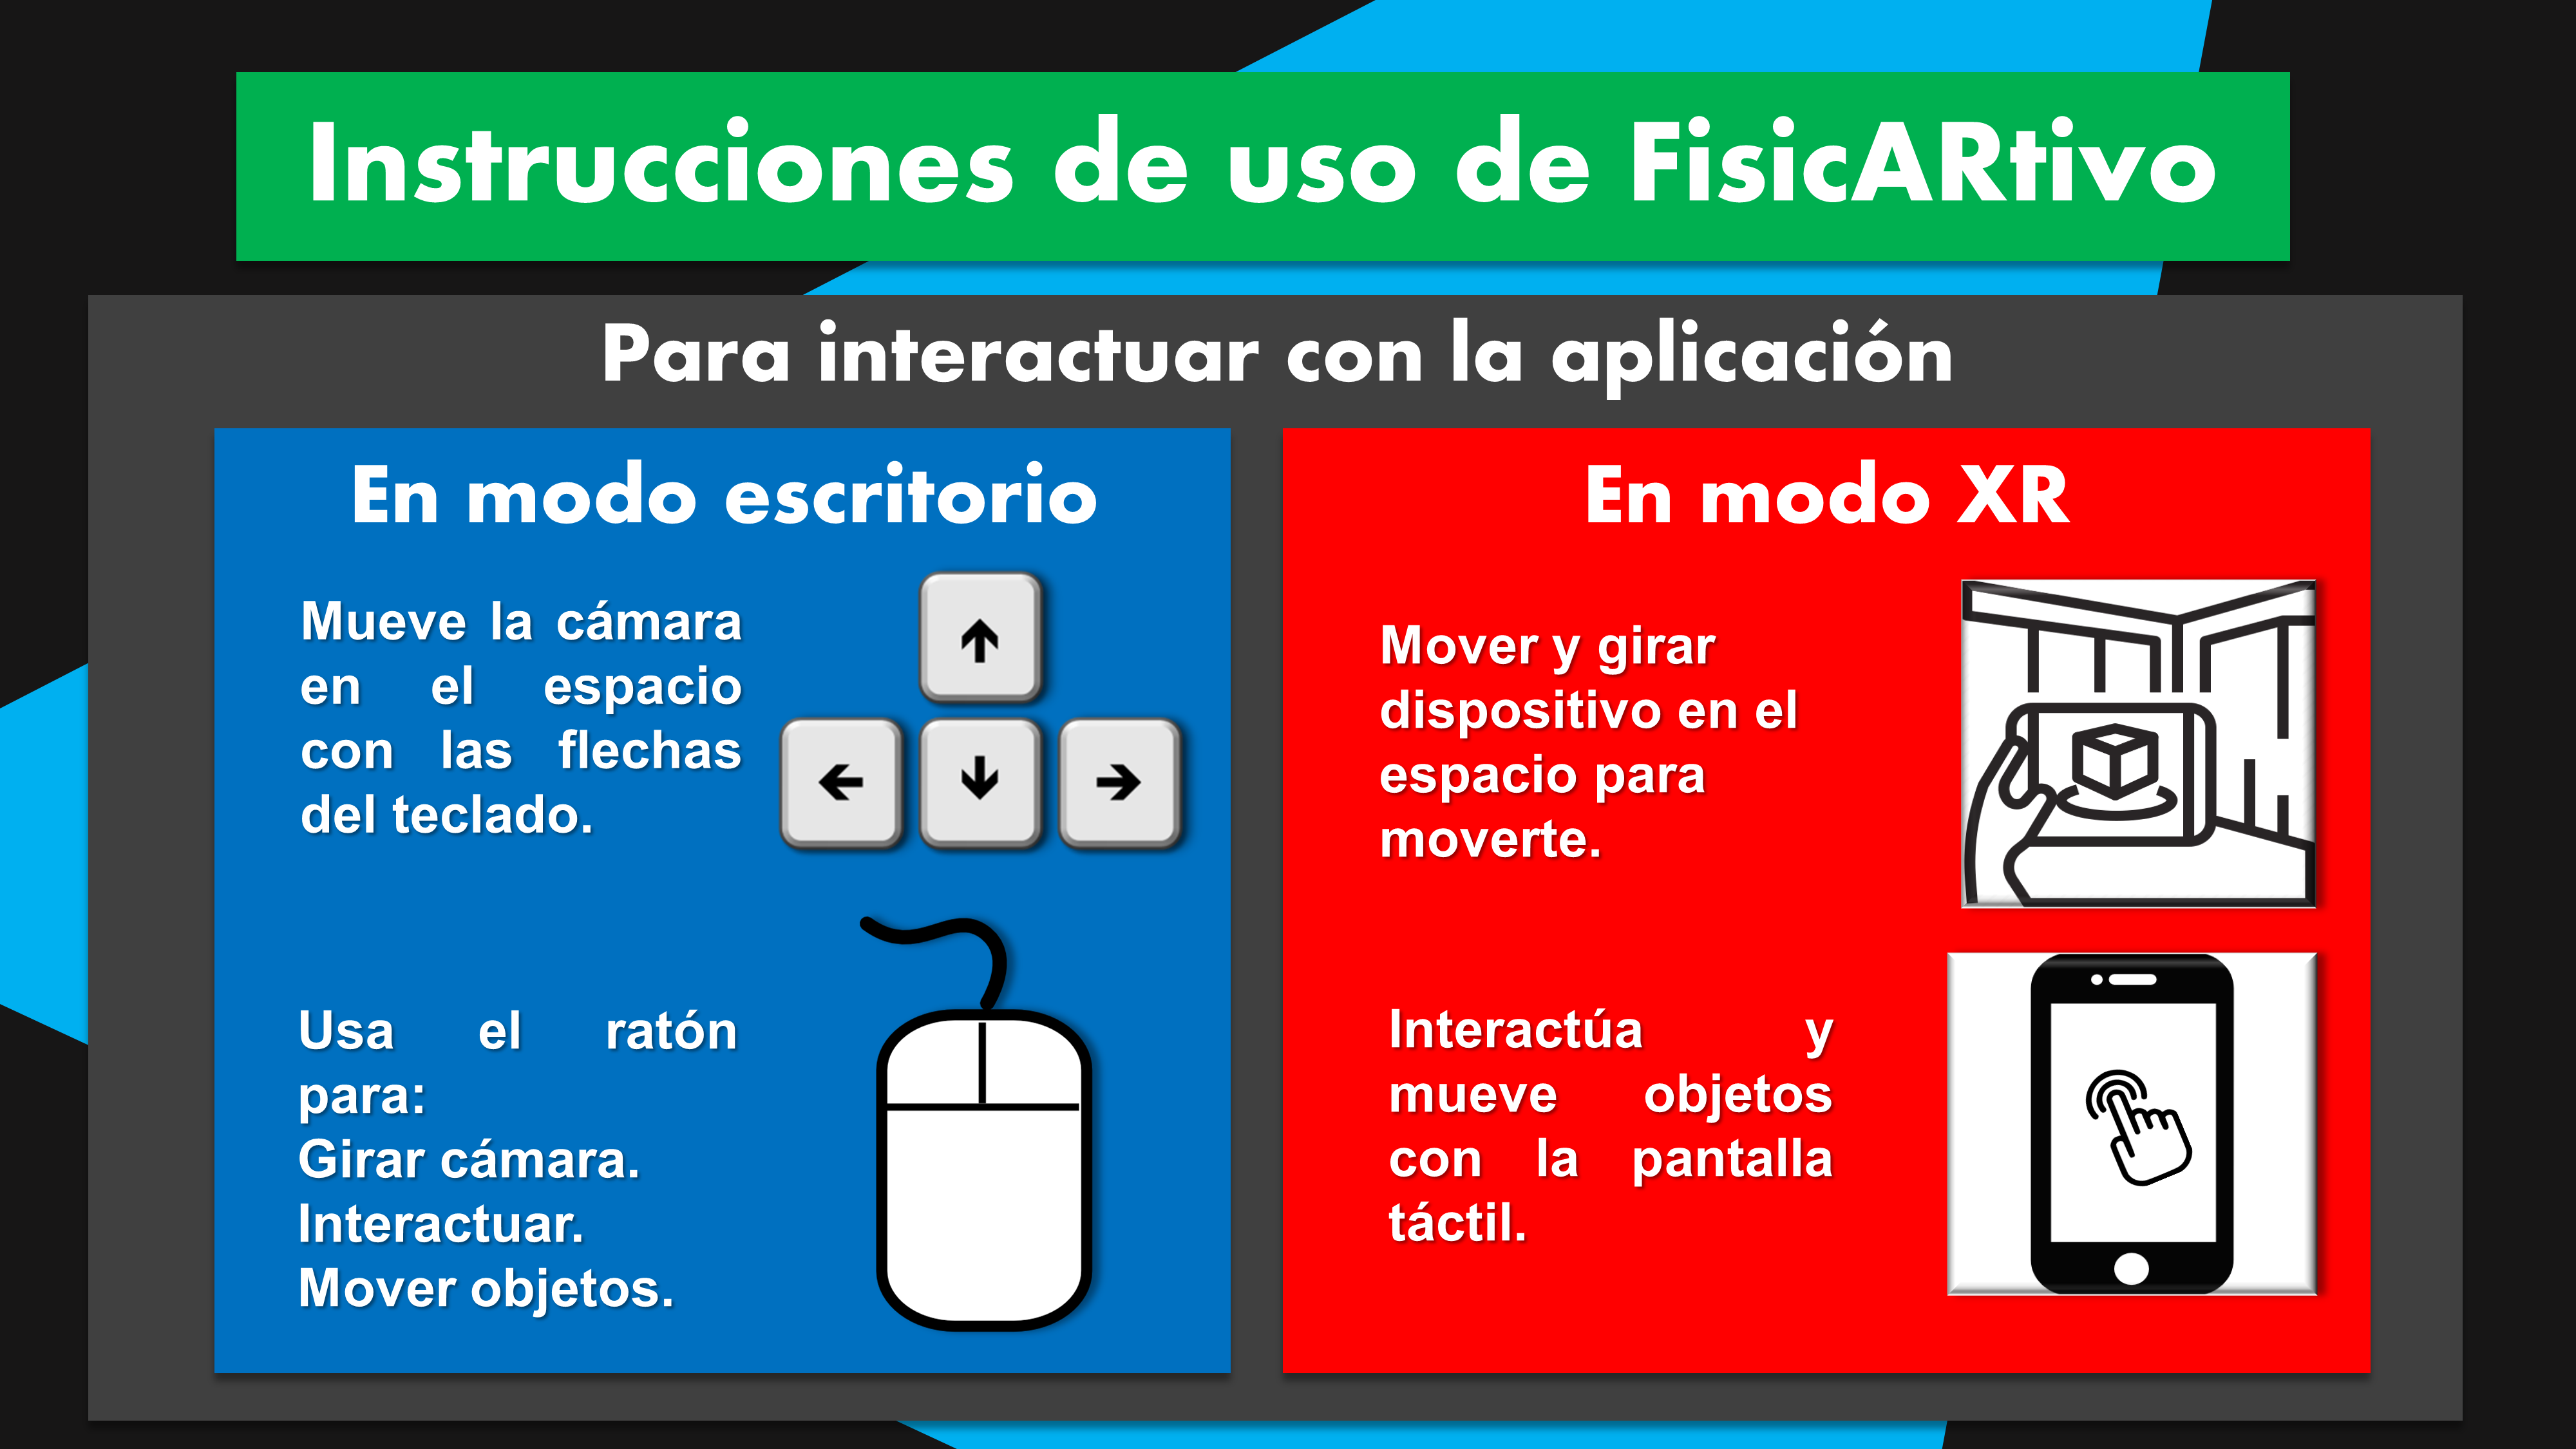 Instrucciones de uso de FisicARtivo
Para interactuar con la aplicación
En modo escritorio
Mueve la cámara
en el espacio
con las flechas
del teclado.
Usa el ratón
para:
Girar cámara.
Interactuar.
Mover objetos.
En modo XR
Mover y girar
dispositivo en el
espacio para
moverte.
Interactúa y
mueve objetos
con la pantalla
táctil.